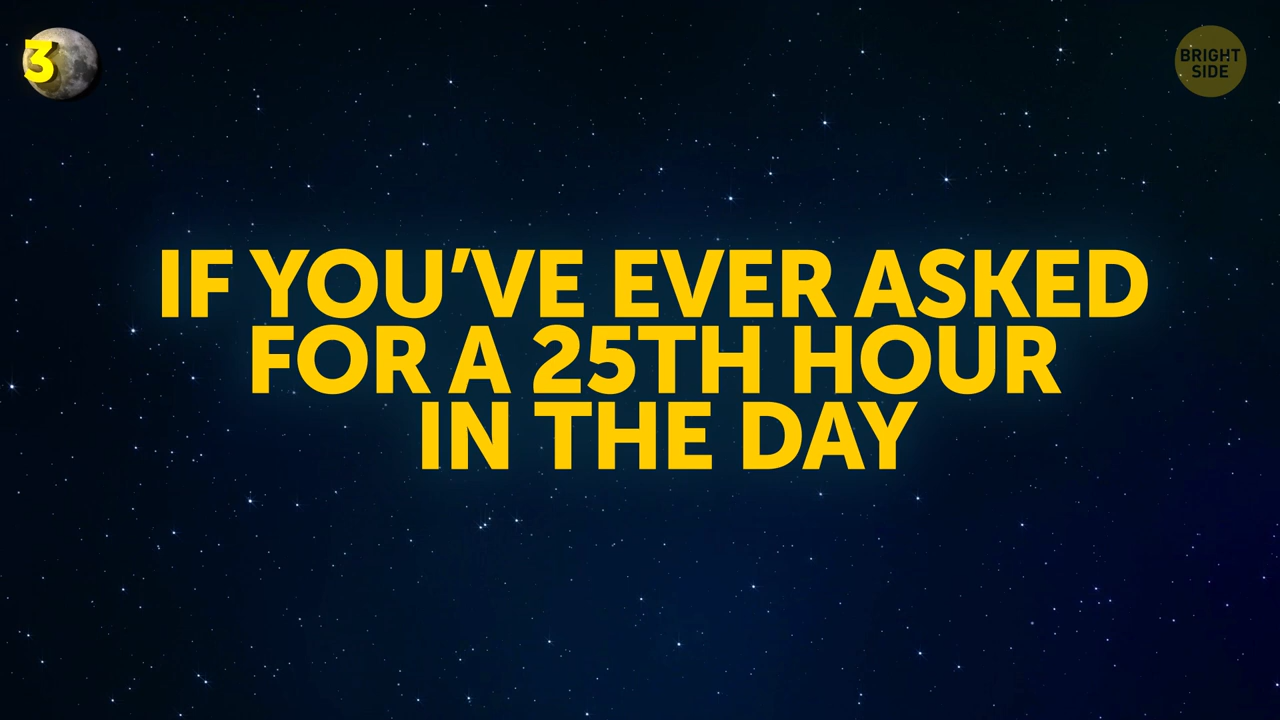 3
BRIGHT
SIDE
IF YOU’VE EVER ASKED
FOR A 25TH HOUR
IN THE DAY